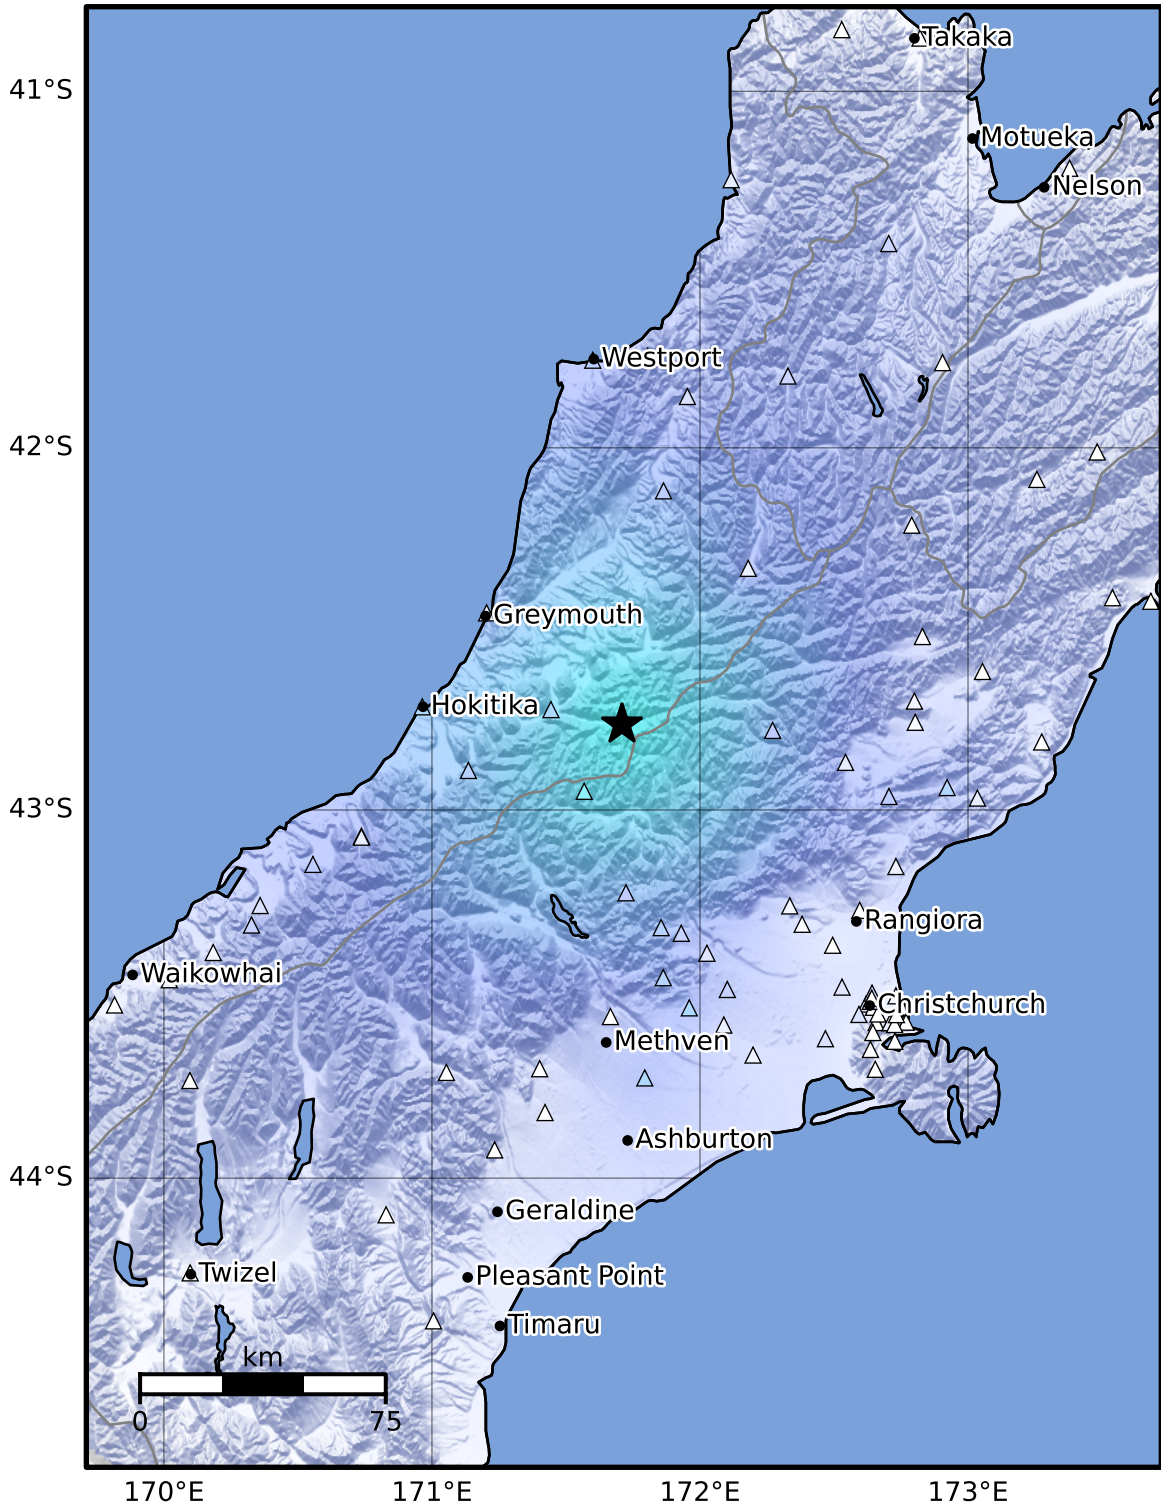 Takaka
41°S
Motueka
Nelson
Westport
42°S
Greymouth
Hokitika
43°S
Rangiora
Waikowhai
Christchurch
Methven
Ashburton
44°S
Geraldine
Twizel
Pleasant Point
Timaru
km
0 75
170°E 171°E 172°E 173°E